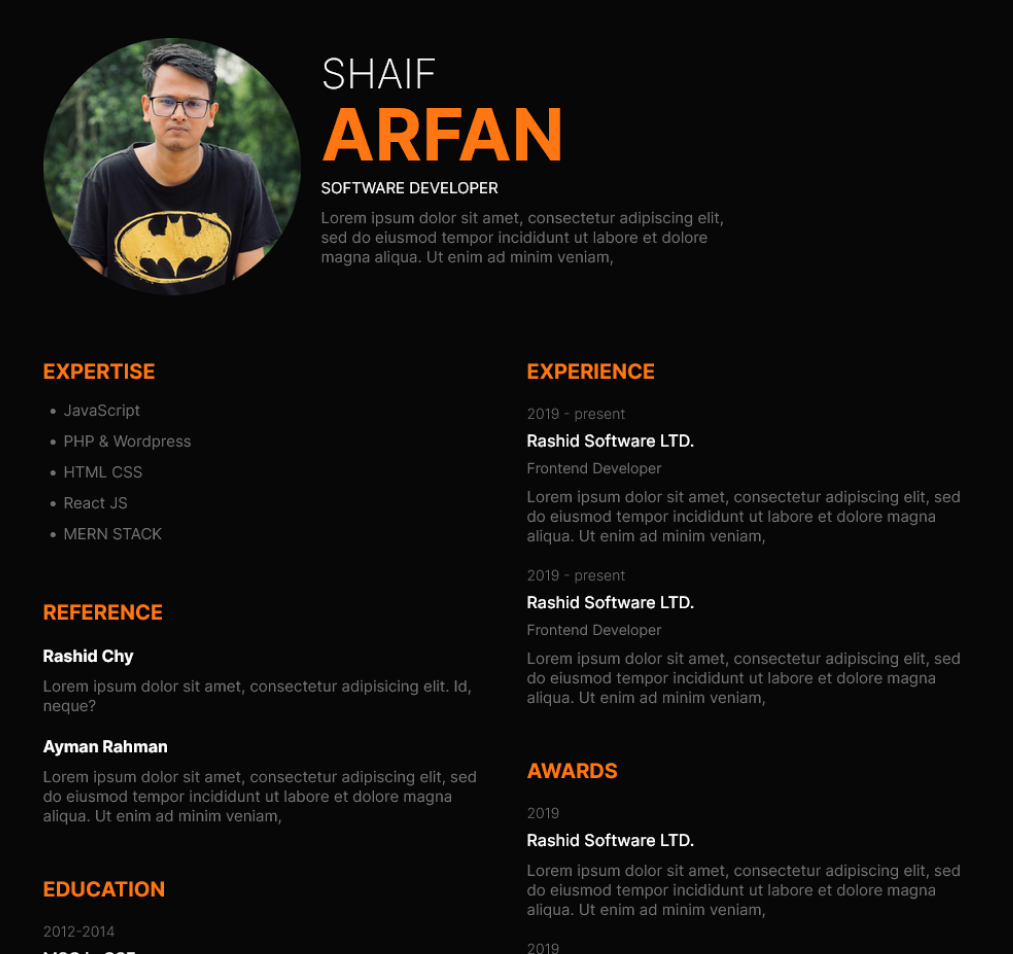 SHAIF
ARFAN
SOFTWARE DEVELOPER
Lorem ipsum dolor sit amet, consectetur adipiscing elit,
sed do eiusmod tempor incididunt ut labore et dolore
magna aliqua. Ut enim ad minim veniam,
EXPERTISE
• JavaScript
• PHP & Wordpress
• HTML CSS
• React JS
• MERN STACK
REFERENCE
Rashid Chy
Lorem ipsum dolor sit amet, consectetur adipisicing elit. Id,
neque?
Ayman Rahman
Lorem ipsum dolor sit amet, consectetur adipiscing elit, sed
do eiusmod tempor incididunt ut labore et dolore magna
aliqua. Ut enim ad minim veniam,
EDUCATION
2012-2014
EXPERIENCE
2019 - present
Rashid Software LTD.
Frontend Developer
Lorem ipsum dolor sit amet, consectetur adipiscing elit, sed
do eiusmod tempor incididunt ut labore et dolore magna
aliqua. Ut enim ad minim veniam,
2019 - present
Rashid Software LTD.
Frontend Developer
Lorem ipsum dolor sit amet, consectetur adipiscing elit, sed
do eiusmod tempor incididunt ut labore et dolore magna
aliqua. Ut enim ad minim veniam,
AWARDS
2019
Rashid Software LTD.
Lorem ipsum dolor sit amet, consectetur adipiscing elit, sed
do eiusmod tempor incididunt ut labore et dolore magna
aliqua. Ut enim ad minim veniam,
2019